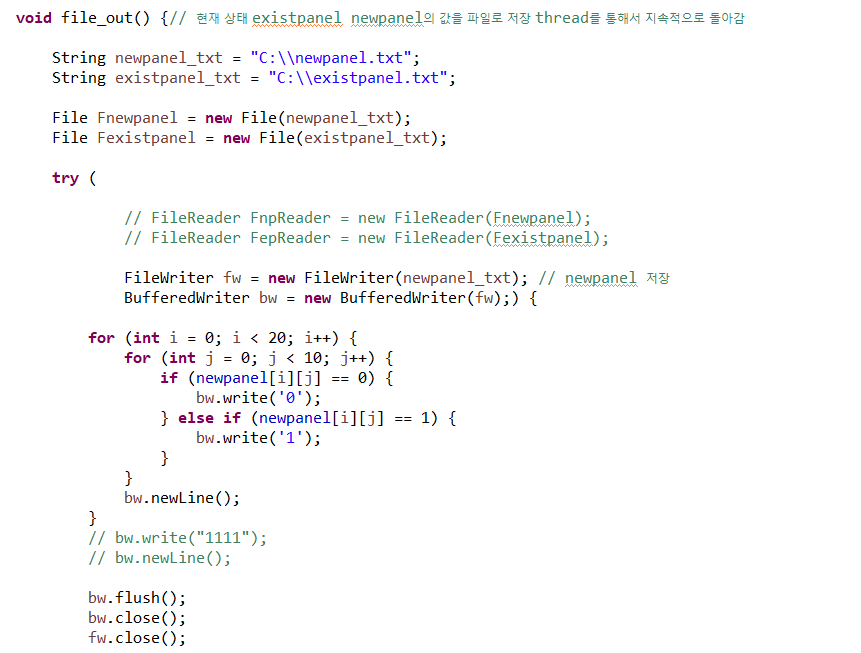 void file_out() {// 현재 상태 existpanel newpanel의 값을 파일로 저장 thread를 통해서 지속적으로 돌아감
String newpanel_txt = "C:\\newpanel.txt";
String existpanel_txt = "C:\\existpanel.txt";
File Fnewpanel = new File(newpanel_txt);
File Fexistpanel = new File(existpanel_txt);
try (
// FileReader FnpReader = new FileReader(Fnewpanel);
// FileReader FepReader = new FileReader(Fexistpanel);
FileWriter fw = new FileWriter(newpanel_txt); // newpanel 저장
BufferedWriter bw = new BufferedWriter(fw);) {
for (int i = 0; i < 20; i++) {
for (int j = 0; j < 10; j++) {
if (newpanel[i][j] == 0) {
bw.write('0');
} else if (newpanel[i][j] == 1) {
bw.write('1');
}
}
bw.newLine();
}
// bw.write("1111");
// bw.newLine();
bw.flush();
bw.close();
fw.close();